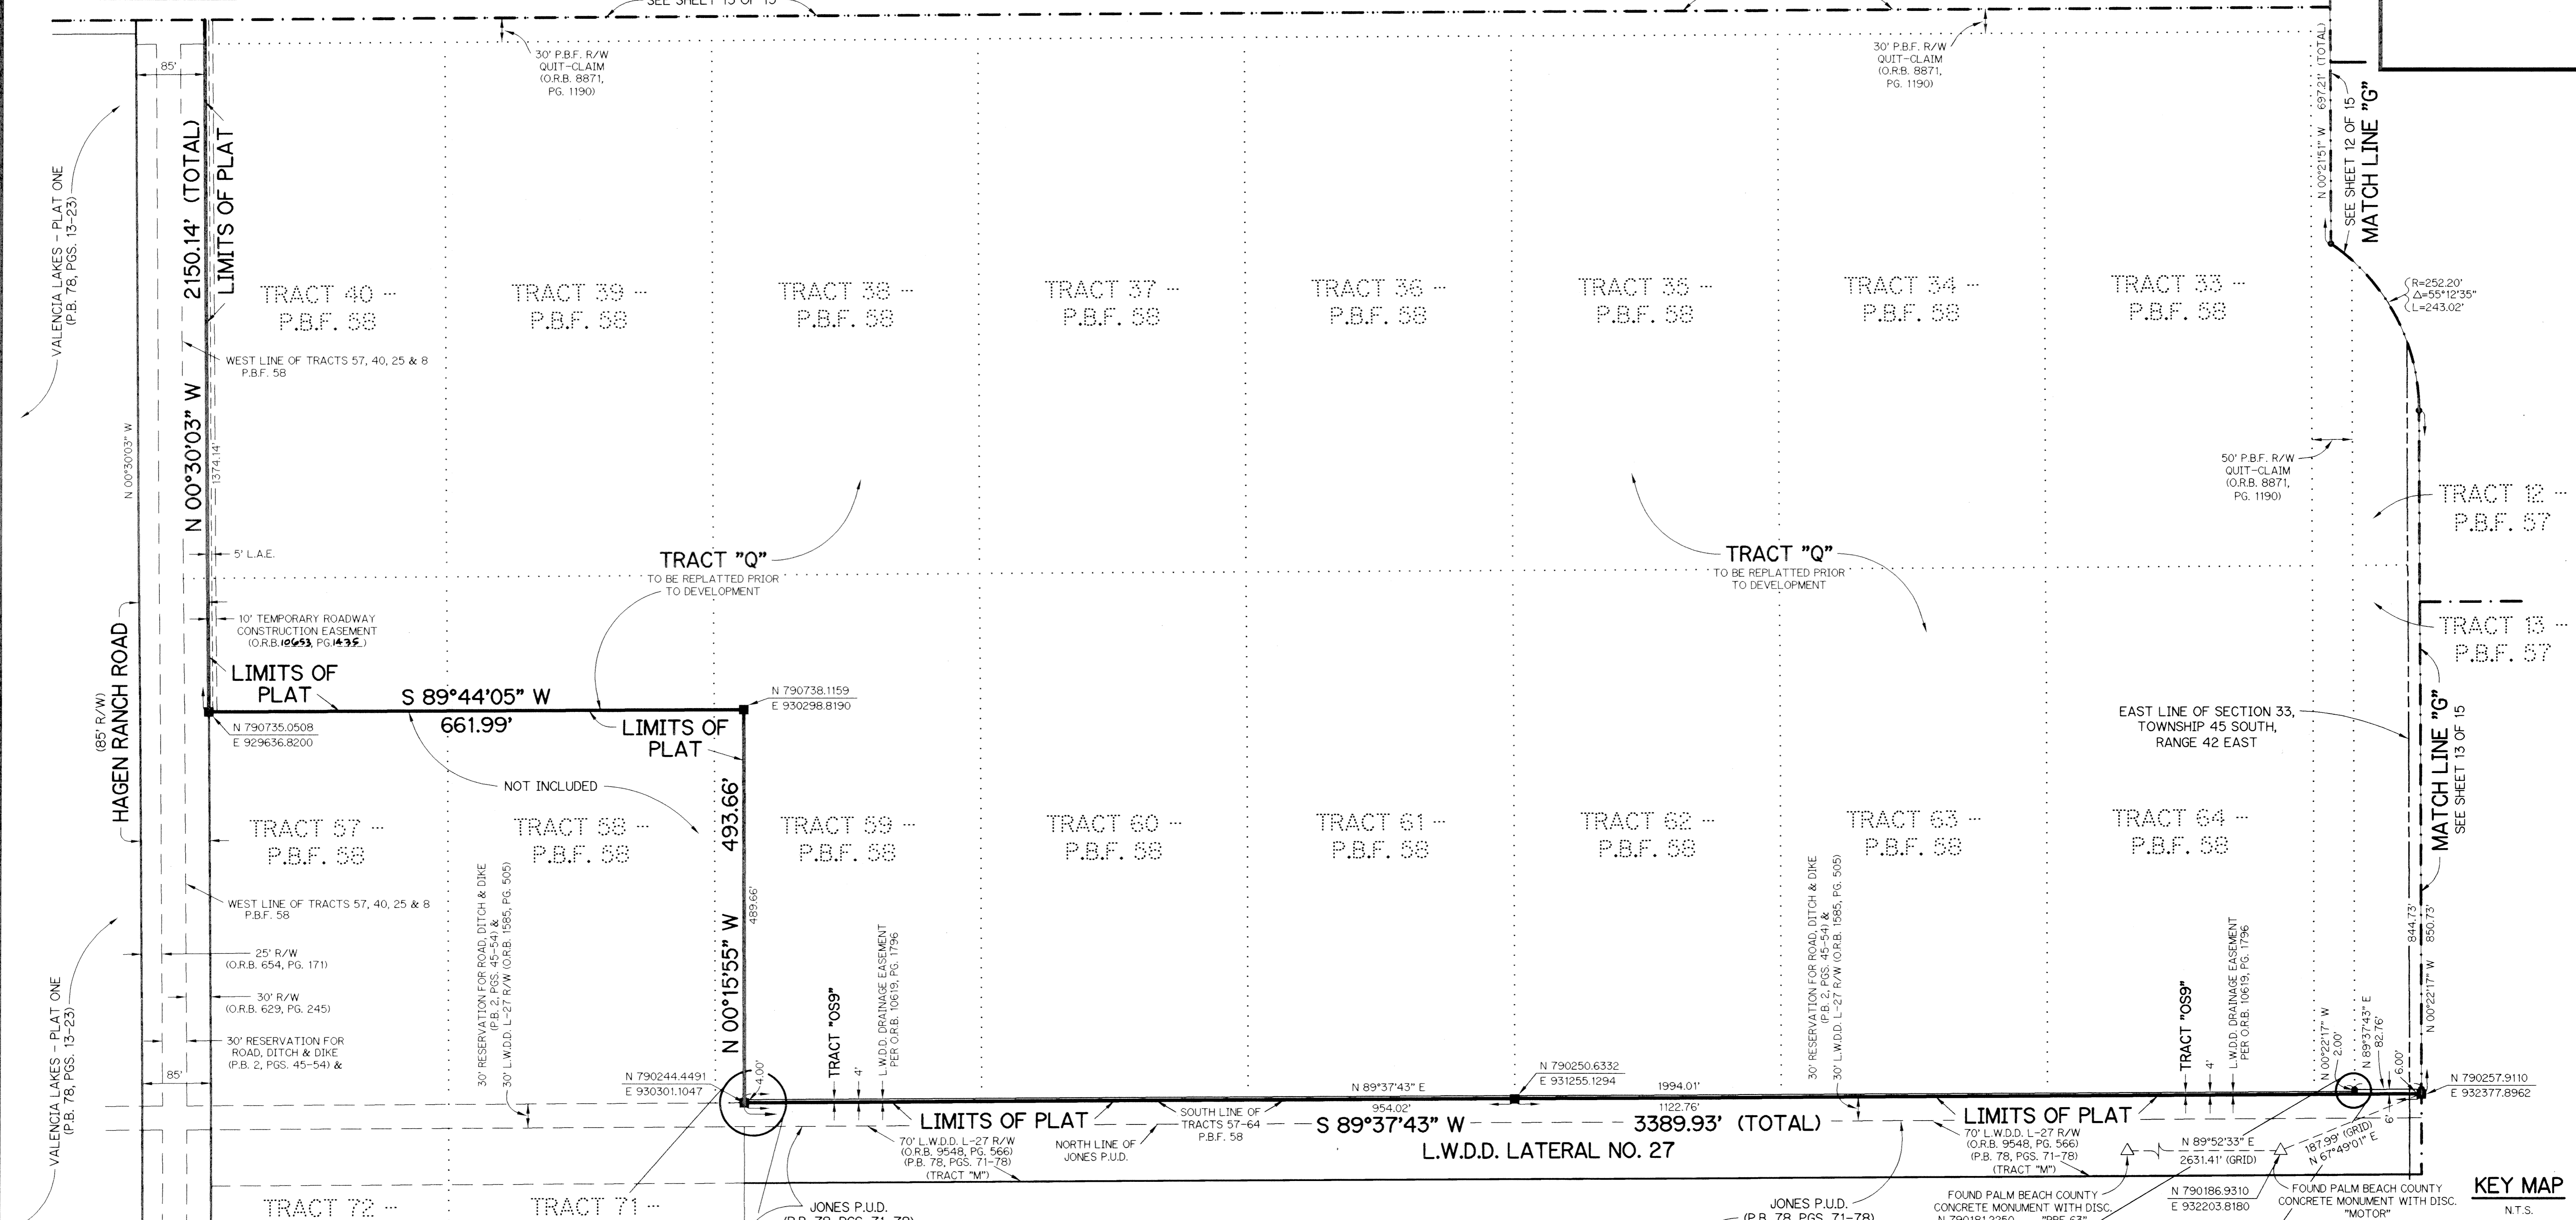 SEE SHEET 15 OF 15
30' P.B.F. R/W
QUIT-CLAIM
(O.R.B. 8871,
PG. 1190)
30' P.B.F. R/W
QUIT-CLAIM
(O.R.B. 8871,
PG. 1190)
85'
VALENCIA LAKES - PLAT ONE
(P.B. 78, PGS. 13-23)
N 00°30'03" W
N 00°30'03" W 2150.14' (TOTAL)
LIMITS OF PLAT
1374.14'
N 00°21'51" W 697.21' (TOTAL)
SEE SHEET 12 OF 15
MATCH LINE "G"
TRACT 40 --
P.B.F. 58
TRACT 39 --
P.B.F. 58
TRACT 38 --
P.B.F. 58
TRACT 37 --
P.B.F. 58
TRACT 36 --
P.B.F. 58
TRACT 35 --
P.B.F. 58
TRACT 34 --
P.B.F. 58
TRACT 33 --
P.B.F. 58
R=252.20'
Δ=55°12'35"
L=243.02'
WEST LINE OF TRACTS 57, 40, 25 & 8
P.B.F. 58
50' P.B.F. R/W
QUIT-CLAIM
(O.R.B. 8871,
PG. 1190)
TRACT 12 --
P.B.F. 57
5' L.A.E.
TRACT "Q"
TO BE REPLATTED PRIOR
TO DEVELOPMENT
TRACT "Q"
TO BE REPLATTED PRIOR
TO DEVELOPMENT
10' TEMPORARY ROADWAY
CONSTRUCTION EASEMENT
(O.R.B. 10653, PG. 1435)
TRACT 13 --
P.B.F. 57
HAGEN RANCH ROAD
(85' R/W)
LIMITS OF
PLAT
S 89°44'05" W
661.99'
N 790735.0508
E 929636.8200
LIMITS OF
PLAT
N 790738.1159
E 930298.8190
EAST LINE OF SECTION 33,
TOWNSHIP 45 SOUTH,
RANGE 42 EAST
MATCH LINE "G"
SEE SHEET 13 OF 15
NOT INCLUDED
TRACT 57 --
P.B.F. 58
TRACT 58 --
P.B.F. 58
TRACT 59 --
P.B.F. 58
TRACT 60 --
P.B.F. 58
TRACT 61 --
P.B.F. 58
TRACT 62 --
P.B.F. 58
TRACT 63 --
P.B.F. 58
TRACT 64 --
P.B.F. 58
N 00°15'55" W 493.66'
489.66'
WEST LINE OF TRACTS 57, 40, 25 & 8
P.B.F. 58
25' R/W
(O.R.B. 654, PG. 171)
30' R/W
(O.R.B. 629, PG. 245)
30' RESERVATION FOR
ROAD, DITCH & DIKE
(P.B. 2, PGS. 45-54) &
85'
VALENCIA LAKES - PLAT ONE
(P.B. 78, PGS. 13-23)
30' RESERVATION FOR ROAD, DITCH & DIKE
(P.B. 2, PGS. 45-54) &
30' L.W.D.D. L-27 R/W (O.R.B. 1585, PG. 505)
N 790244.4491
E 930301.1047
4.00'
TRACT "OS9"
4'
L.W.D.D. DRAINAGE EASEMENT
PER O.R.B. 10619, PG. 1796
N 790250.6332
E 931255.1294
N 89°37'43" E
1994.01'
30' RESERVATION FOR ROAD, DITCH & DIKE
(P.B. 2, PGS. 45-54) &
30' L.W.D.D. L-27 R/W (O.R.B. 1585, PG. 505)
TRACT "OS9"
4'
L.W.D.D. DRAINAGE EASEMENT
PER O.R.B. 10619, PG. 1796
N 00°22'17" W
2.00'
N 89°37'43" E
82.76'
6.00'
844.73'
850.73'
N 00°22'17" W
N 790257.9110
E 932377.8962
LIMITS OF PLAT
SOUTH LINE OF
TRACTS 57-64
P.B.F. 58
954.02'
1122.76'
S 89°37'43" W
3389.93' (TOTAL)
LIMITS OF PLAT
6'
70' L.W.D.D. L-27 R/W
(O.R.B. 9548, PG. 566)
(P.B. 78, PGS. 71-78)
(TRACT "M")
NORTH LINE OF
JONES P.U.D.
L.W.D.D. LATERAL NO. 27
70' L.W.D.D. L-27 R/W
(O.R.B. 9548, PG. 566)
(P.B. 78, PGS. 71-78)
(TRACT "M")
N 89°52'33" E
2631.41' (GRID)
187.99' (GRID)
N 67°49'01" E
TRACT 72 --
TRACT 71 --
JONES P.U.D.
(P.B. 78, PGS. 71-78)
JONES P.U.D.
(P.B. 78, PGS. 71-78)
FOUND PALM BEACH COUNTY
CONCRETE MONUMENT WITH DISC.
N 790186.9310
E 932203.8180
FOUND PALM BEACH COUNTY
CONCRETE MONUMENT WITH DISC.
"MOTOR"
KEY MAP
N.T.S.